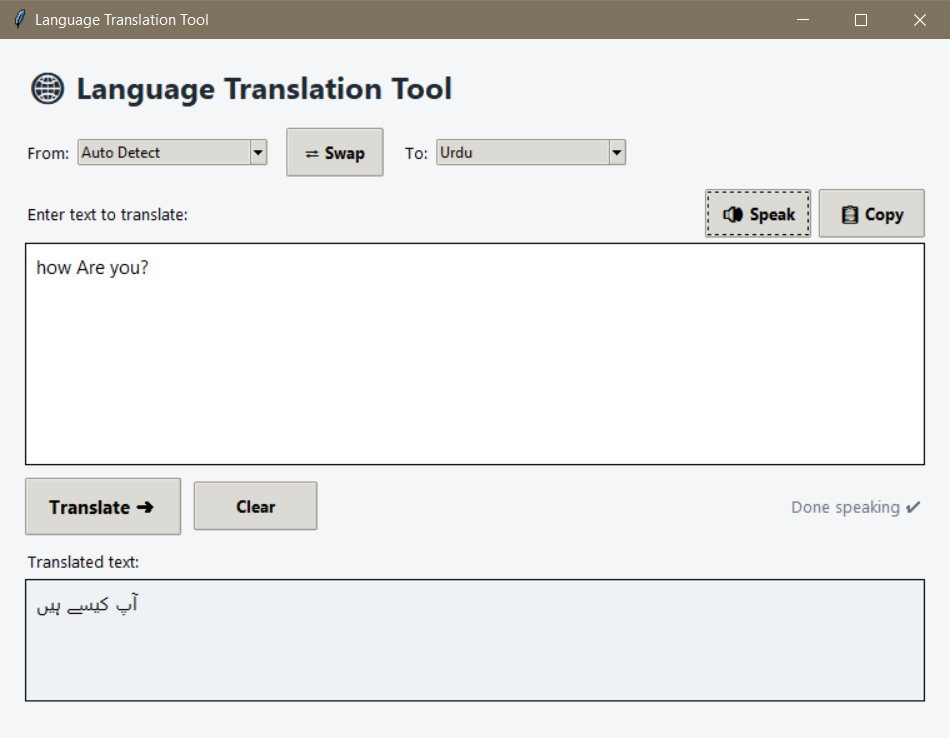 Language Translation Tool
Language Translation Tool
From: Auto Detect ⇄ Swap To: Urdu
Enter text to translate: Speak Copy
how Are you?
Translate ➜ Clear Done speaking ✔
Translated text:
آپ کیسے ہیں